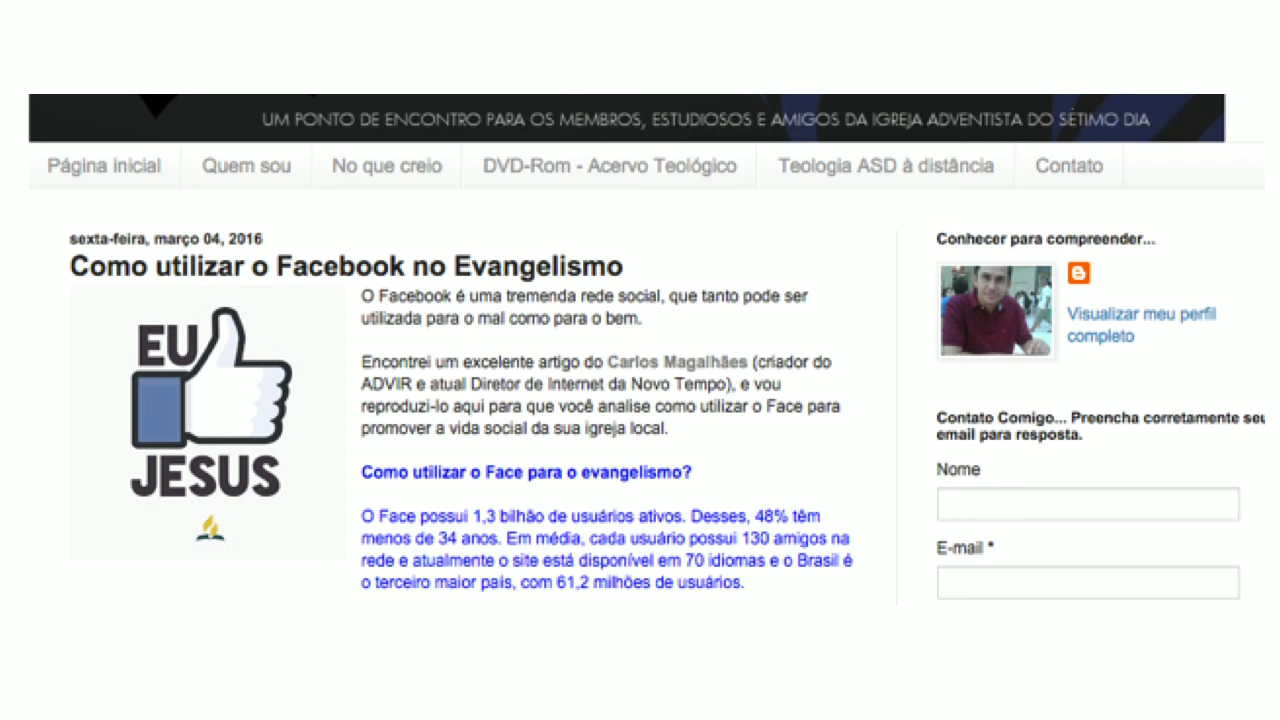 UM PONTO DE ENCONTRO PARA OS MEMBROS, ESTUDIOSOS E AMIGOS DA IGREJA ADVENTISTA DO SÉTIMO DIA
Página inicial Quem sou No que creio DVD-Rom - Acervo Teológico Teologia ASD à distância Contato
sexta-feira, março 04, 2016
Como utilizar o Facebook no Evangelismo
EU
JESUS
O Facebook é uma tremenda rede social, que tanto pode ser
utilizada para o mal como para o bem.
Encontrei um excelente artigo do Carlos Magalhães (criador do
ADVIR e atual Diretor de Internet da Novo Tempo), e vou
reproduzi-lo aqui para que você analise como utilizar o Face para
promover a vida social da sua igreja local.
Como utilizar o Face para o evangelismo?
O Face possui 1,3 bilhão de usuários ativos. Desses, 48% têm
menos de 34 anos. Em média, cada usuário possui 130 amigos na
rede e atualmente o site está disponível em 70 idiomas e o Brasil é
o terceiro maior país, com 61,2 milhões de usuários.
Conhecer para compreender...
Visualizar meu perfil
completo
Contato Comigo... Preencha corretamente seu
email para resposta.
Nome
E-mail *